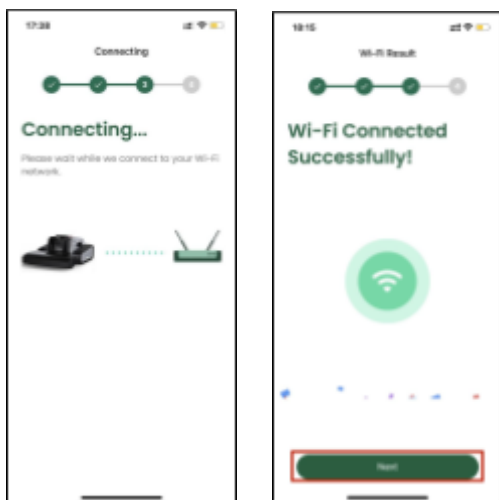 17:38
Connecting
3
4
Connecting...
Please wait while we connect to your Wi-Fi
network.
18:15
Wi-Fi Result
Wi-Fi Connected
Successfully!
Next